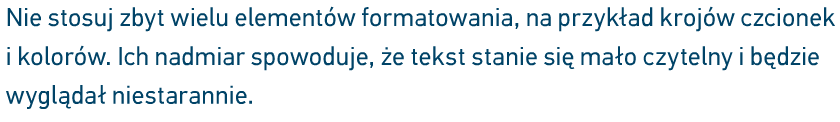 Nie stosuj zbyt wielu elementów formatowania, na przykład krojów czcionek
i kolorów. Ich nadmiar spowoduje, że tekst stanie się mało czytelny i będzie
wyglądał niestarannie.